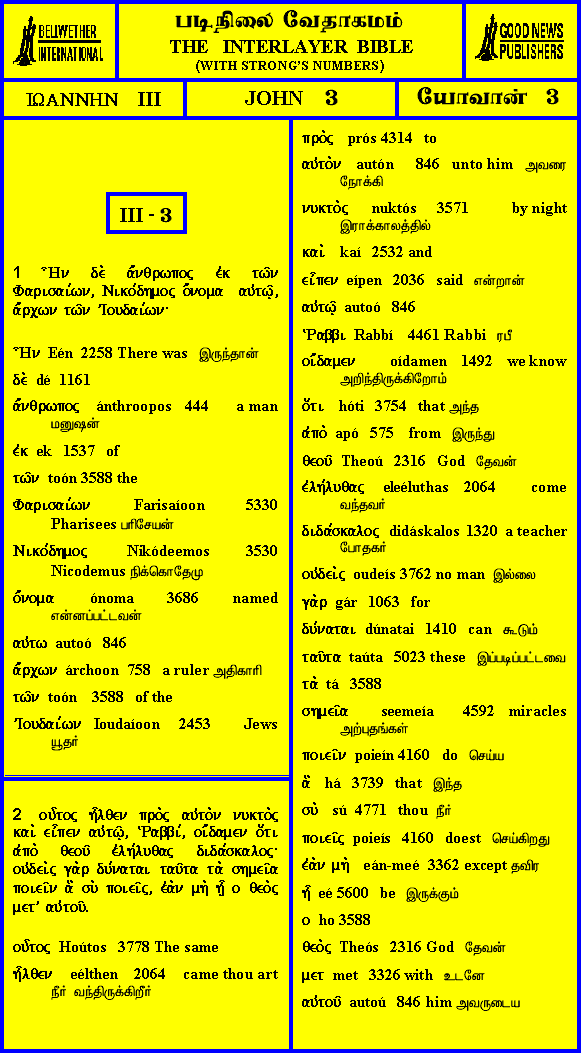 BELLWETHER
INTERNATIONAL
படிநிலை வேதாகமம்
THE INTERLAYER BIBLE
(WITH STRONG'S NUMBERS)
GOOD NEWS
PUBLISHERS
ΙΩΑΝΝΗΝ III
JOHN 3
யோவான் 3
III - 3
1 Ἦν δὲ ἄνθρωπος ἐκ τῶν
Φαρισαίων, Νικόδημος ὄνομα αὐτῷ,
ἄρχων τῶν Ἰουδαίων·
Ἦν Eén 2258 There was இருந்தான்
δὲ dé 1161
ἄνθρωπος ánthroopos 444 a man
மனுஷன்
ἐκ ek 1537 of
τῶν toón 3588 the
Φαρισαίων Farisaíoon 5330
Pharisees பரிசேயன்
Νικόδημος Nikódeemos 3530
Nicodemus நிக்கொதேமு
ὄνομα ónoma 3686 named
என்னப்பட்டவன்
αὐτω autoó 846
ἄρχων árchoon 758 a ruler அதிகாரி
τῶν toón 3588 of the
Ἰουδαίων Ioudaíoon 2453 Jews
யூதர்
2 οὗτος ἦλθεν πρὸς αὐτὸν νυκτὸς
καὶ εἶπεν αὐτῷ, Ῥαββί, οἴδαμεν ὅτι
ἀπὸ θεοῦ ἐλήλυθας διδάσκαλος·
οὐδεὶς γὰρ δύναται ταῦτα τὰ σημεῖα
ποιεῖν ἃ σὺ ποιεῖς, ἐὰν μὴ ᾖ ο θεὸς
μετ' αὐτοῦ.
οὗτος Hoútos 3778 The same
ἦλθεν eélthen 2064 came thou art
நீர் வந்திருக்கிறீர்
πρὸς prós 4314 to
αὐτὸν autón 846 unto him அவரை
நோக்கி
νυκτὸς nuktós 3571 by night
இராக்காலத்தில்
καὶ kaí 2532 and
εἶπεν eípen 2036 said என்றான்
αὐτῷ autoó 846
Ῥαββι Rabbí 4461 Rabbi ரபீ
οἴδαμεν oídamen 1492 we know
அறிந்திருக்கிறோம்
ὅτι hóti 3754 that அந்த
ἀπὸ apó 575 from இருந்து
θεοῦ Theoú 2316 God தேவன்
ἐλήλυθας eleéluthas 2064 come
வந்தவர்
διδάσκαλος didáskalos 1320 a teacher
போதகர்
οὐδεὶς oudeís 3762 no man இல்லை
γὰρ gár 1063 for
δύναται dúnatai 1410 can கூடும்
ταῦτα taúta 5023 these இப்படிப்பட்டவை
τὰ tá 3588
σημεῖα seemeía 4592 miracles
அற்புதங்கள்
ποιεῖν poieín 4160 do செய்ய
ἃ há 3739 that இந்த
σὺ sú 4771 thou நீர்
ποιεῖς poieís 4160 doest செய்கிறது
ἐὰν μὴ eán-meé 3362 except தவிர
ᾖ eé 5600 be இருக்கும்
ο ho 3588
θεὸς Theós 2316 God தேவன்
μετ met 3326 with உடனே
αὐτοῦ autoú 846 him அவருடைய